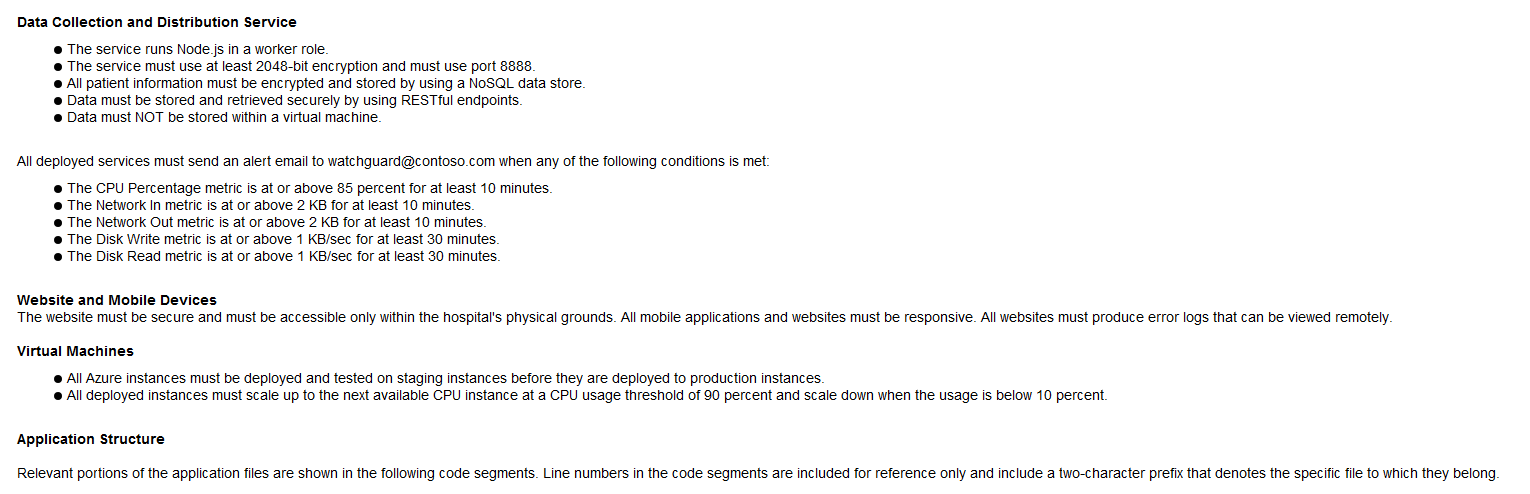 Data Collection and Distribution Service
● The service runs Node.js in a worker role.
● The service must use at least 2048-bit encryption and must use port 8888.
● All patient information must be encrypted and stored by using a NoSQL data store.
● Data must be stored and retrieved securely by using RESTful endpoints.
● Data must NOT be stored within a virtual machine.
All deployed services must send an alert email to watchguard@contoso.com when any of the following conditions is met:
● The CPU Percentage metric is at or above 85 percent for at least 10 minutes.
● The Network In metric is at or above 2 KB for at least 10 minutes.
● The Network Out metric is at or above 2 KB for at least 10 minutes.
● The Disk Write metric is at or above 1 KB/sec for at least 30 minutes.
● The Disk Read metric is at or above 1 KB/sec for at least 30 minutes.
Website and Mobile Devices
The website must be secure and must be accessible only within the hospital's physical grounds. All mobile applications and websites must be responsive. All websites must produce error logs that can be viewed remotely.
Virtual Machines
● All Azure instances must be deployed and tested on staging instances before they are deployed to production instances.
● All deployed instances must scale up to the next available CPU instance at a CPU usage threshold of 90 percent and scale down when the usage is below 10 percent.
Application Structure
Relevant portions of the application files are shown in the following code segments. Line numbers in the code segments are included for reference only and include a two-character prefix that denotes the specific file to which they belong.